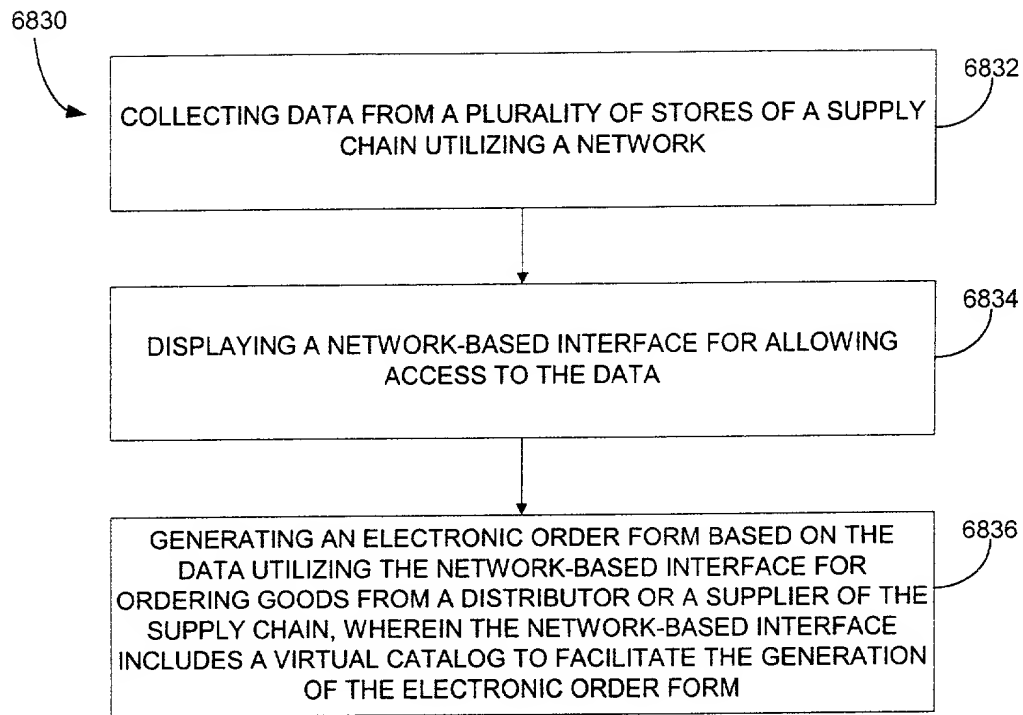 6830
6832
COLLECTING DATA FROM A PLURALITY OF STORES OF A SUPPLY
CHAIN UTILIZING A NETWORK
6834
DISPLAYING A NETWORK-BASED INTERFACE FOR ALLOWING
ACCESS TO THE DATA
6836
GENERATING AN ELECTRONIC ORDER FORM BASED ON THE
DATA UTILIZING THE NETWORK-BASED INTERFACE FOR
ORDERING GOODS FROM A DISTRIBUTOR OR A SUPPLIER OF THE
SUPPLY CHAIN, WHEREIN THE NETWORK-BASED INTERFACE
INCLUDES A VIRTUAL CATALOG TO FACILITATE THE GENERATION
OF THE ELECTRONIC ORDER FORM